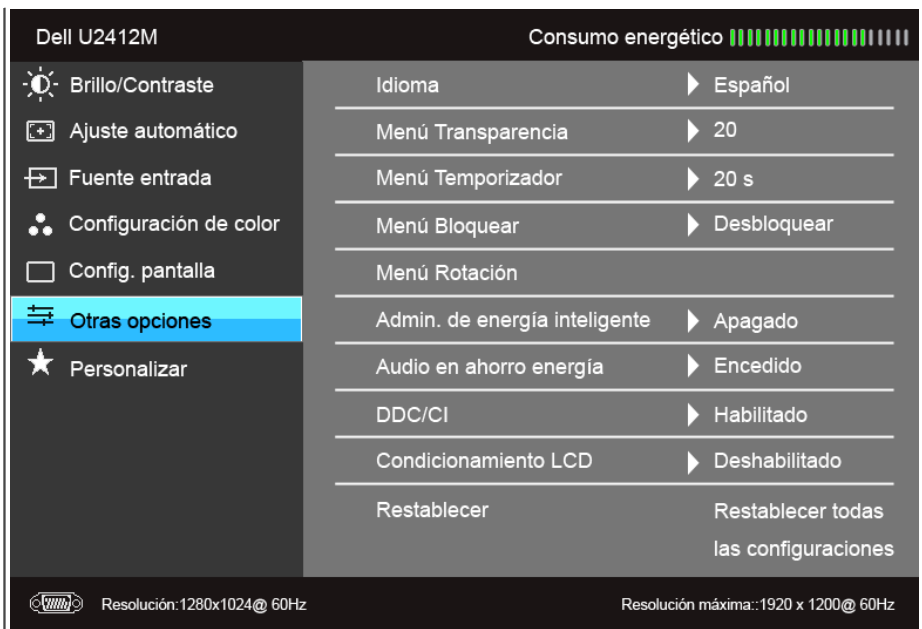 Dell U2412M Consumo energético
Brillo/Contraste Idioma Español
Ajuste automático Menú Transparencia 20
Fuente entrada Menú Temporizador 20 s
Configuración de color Menú Bloquear Desbloquear
Config. pantalla Menú Rotación
Otras opciones Admin. de energía inteligente Apagado
Personalizar Audio en ahorro energía Encedido
DDC/CI Habilitado
Condicionamiento LCD Deshabilitado
Restablecer Restablecer todas
las configuraciones
Resolución:1280x1024@ 60Hz Resolución máxima::1920 x 1200@ 60Hz